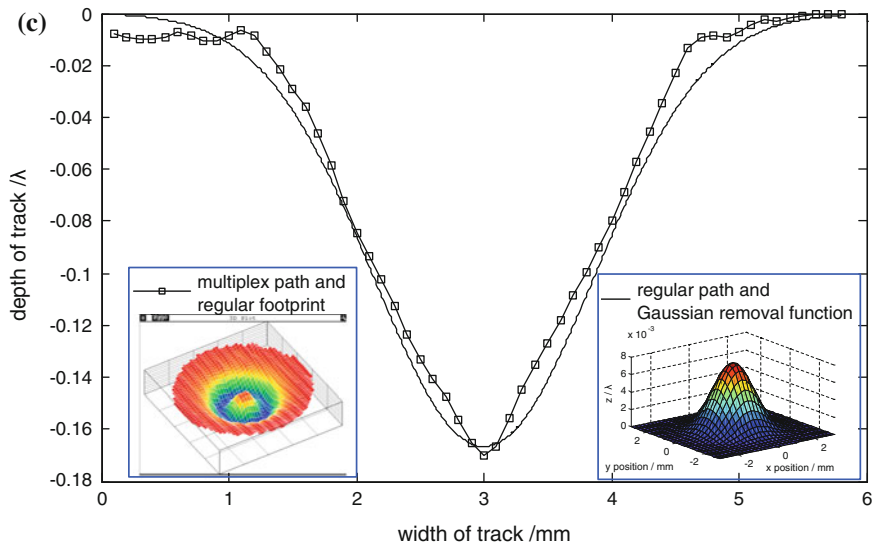 (c)
0
-0.02
-0.04
-0.06
-0.08
-0.1
-0.12
-0.14
-0.16
-0.18
depth of track /λ
0 1 2 3 4 5 6
width of track /mm
multiplex path and
regular footprint
regular path and
Gaussian removal function
x 10⁻³
8
6
4
2
0
z / λ
2
0
-2
y position / mm
-2
0
2
x position / mm